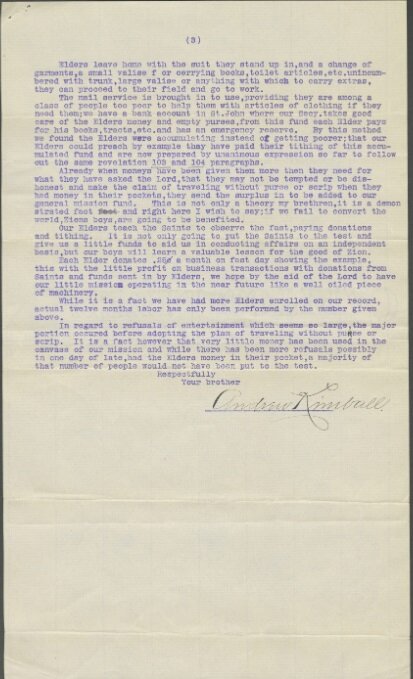 (3)
Elders leave home with the suit they stand up in,and a change of
garments,a small valise f or carrying books,toilet articles,etc.unincum-
bered with trunk,large valise or anything with which to carry extras,
they can proceed to their field and go to work.
The mail service is brought in to use,providing they are among a
class of people too poor to help them with articles of clothing if they
need them;we have a bank account in St.John where our Secy.takes good
care of the Elders money and empty purses,from this fund each Elder pays
for his books,tracts,etc.and has an emergency reserve. By this method
we found the Elders were accumulating instead of getting poorer;that our
Elders could preach by example they have paid their tithing of this accu-
mulated fund and are now prepared by unanimous expression so far to follow
out the same revelation 103 and 104 paragraphs.
Already when moneys have been given them more then they need for
what they have asked the Lord,that they may not be tempted or be dis-
honest and make the claim of traveling without purse or scrip when they
had money in their pockets,they send the surplus in to be added to our
general mission fund. This is not only a theory my brethren,it is a demon
strated fact and right here I wish to say;if we fail to convert the
world,Zions boys,are going to be benefited.
Our Elders teach the Saints to observe the fast,paying donations
and tithing. It is not only going to put the Saints to the test and
give us a little funds to aid us in conducting affairs on an independent
basis,but our boys will learn a valuable lesson for the good of Zion.
Each Elder donates .25¢ a month on fast day showing the example,
this with the little profit on business transactions with donations from
Saints and funds sent in by Elders, we hope by the aid of the Lord to have
our little mission operating in the near future like a well oiled piece
of machinery.
While it is a fact we have had more Elders enrolled on our record,
actual twelve months labor has only been performed by the number given
above.
In regard to refusals of entertainment which seems so large,the major
portion occured before adopting the plan of traveling without purse or
scrip. It is a fact however that very little money has been used in the
canvass of our mission and while there has been more refusals possibly
in one day of late,had the Elders money in their pocket,a majority of
that number of people would not have been put to the test.
Respectfully
Your brother
Andrew Kimball